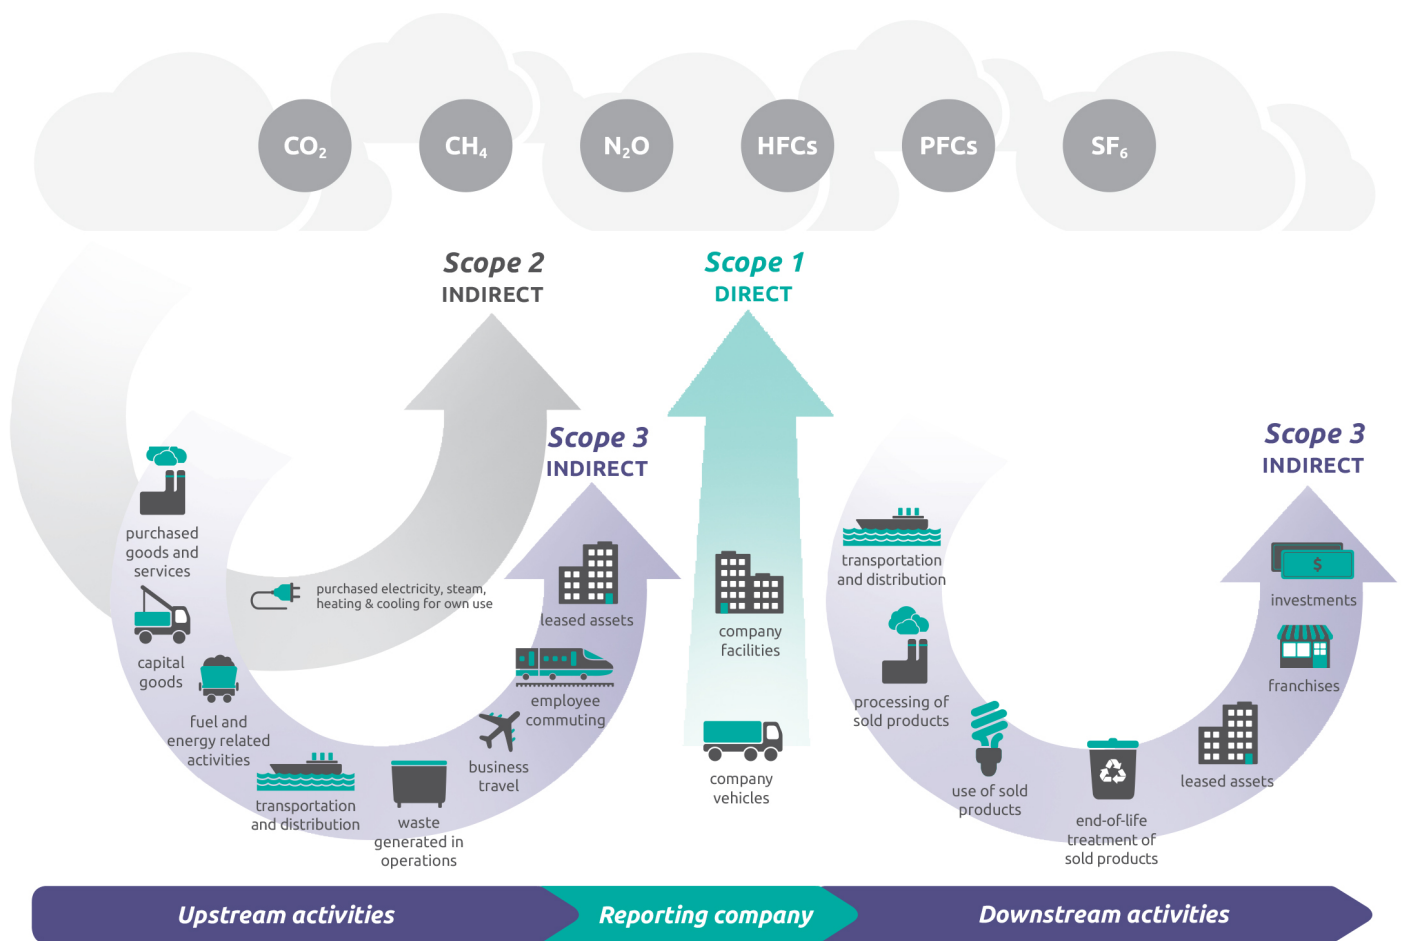 CO₂
CH₄
N₂O
HFCs
PFCs
SF₆
Scope 2
INDIRECT
Scope 1
DIRECT
Scope 3
INDIRECT
Scope 3
INDIRECT
purchased
goods and
services
capital
goods
fuel and
energy related
activities
purchased electricity, steam,
heating & cooling for own use
transportation
and distribution
waste
generated in
operations
business
travel
employee
commuting
leased assets
company
facilities
company
vehicles
transportation
and distribution
processing of
sold products
use of sold
products
end-of-life
treatment of
sold products
leased assets
franchises
$
investments
Upstream activities
Reporting company
Downstream activities